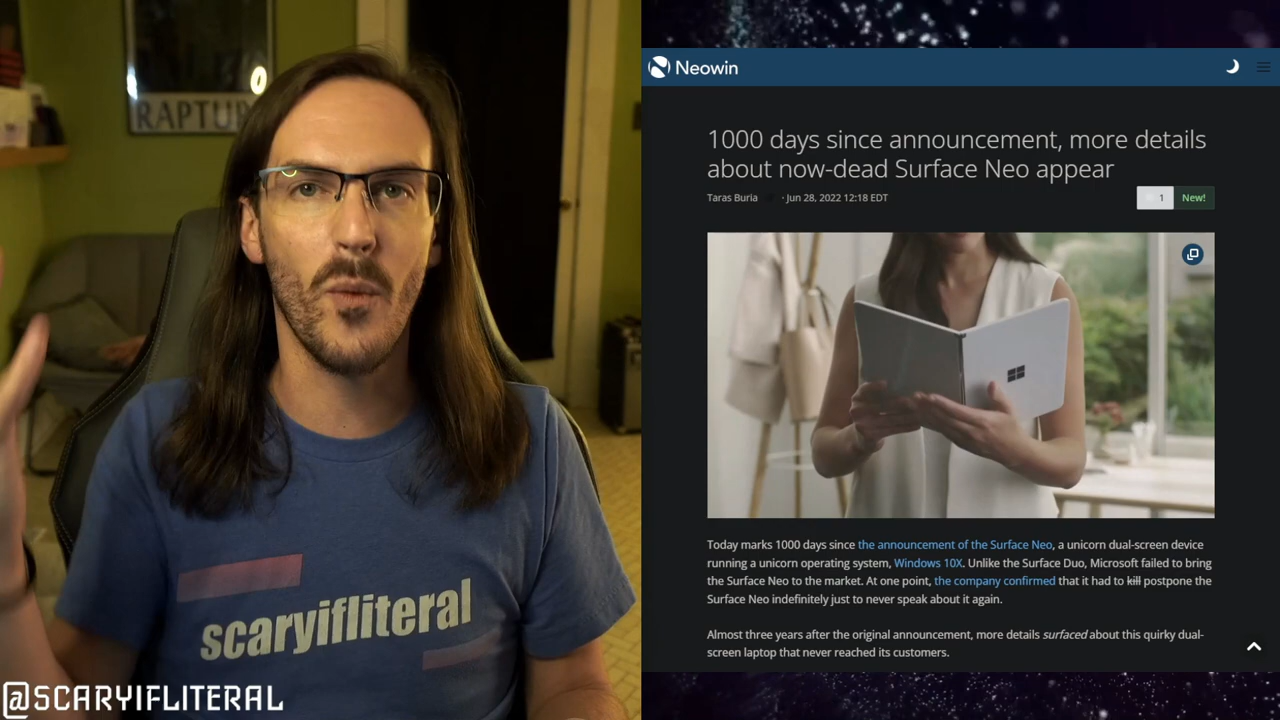 RAPTUR
scaryifliteral
@SCARYIFLITERAL
Neowin
1000 days since announcement, more details
about now-dead Surface Neo appear
Taras Buria · Jun 28, 2022 12:18 EDT
1 New!
Today marks 1000 days since the announcement of the Surface Neo, a unicorn dual-screen device
running a unicorn operating system, Windows 10X. Unlike the Surface Duo, Microsoft failed to bring
the Surface Neo to the market. At one point, the company confirmed that it had to kill postpone the
Surface Neo indefinitely just to never speak about it again.
Almost three years after the original announcement, more details surfaced about this quirky dual-
screen laptop that never reached its customers.